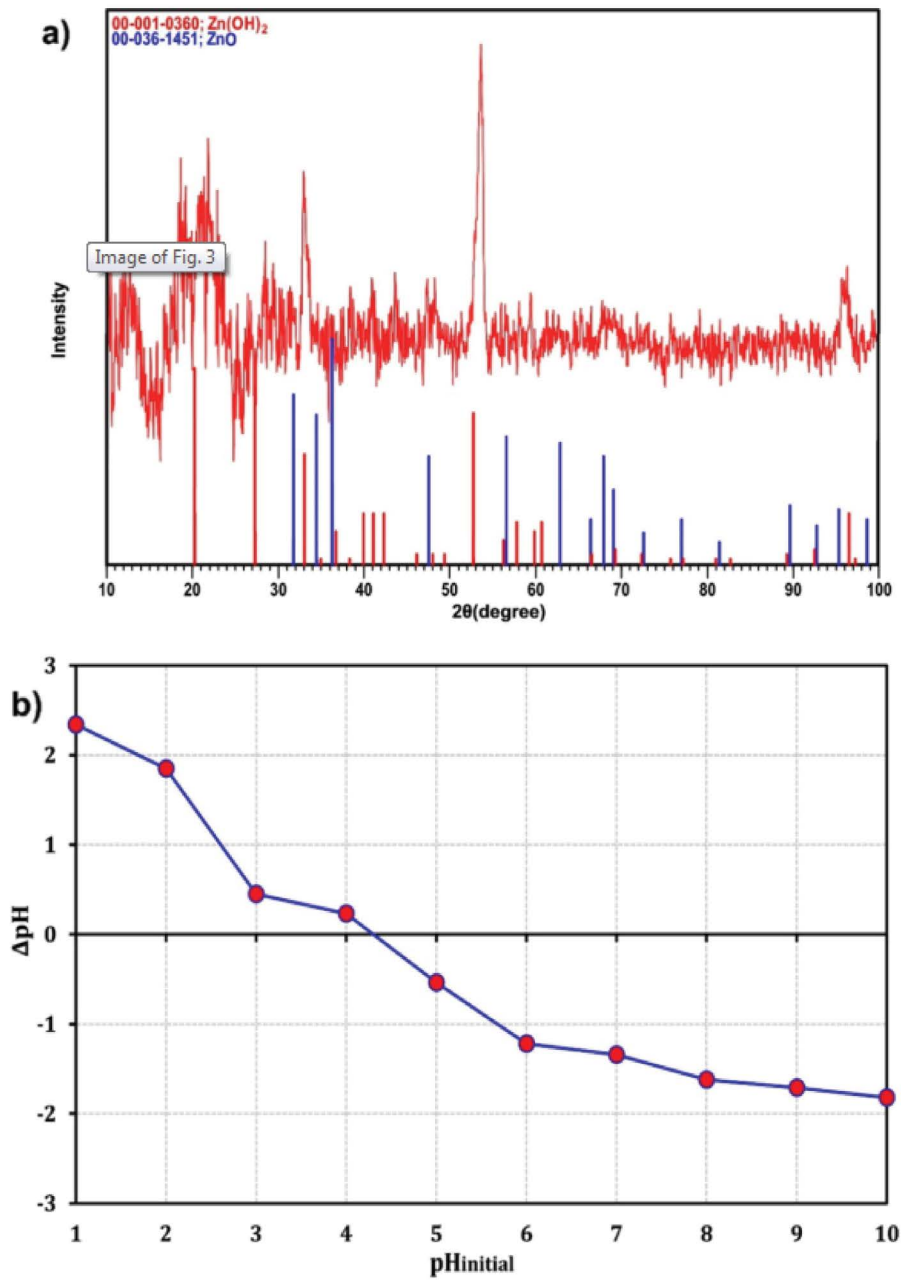 a)
00-001-0360; Zn(OH)₂
00-036-1451; ZnO
Image of Fig. 3
Intensity
10 20 30 40 50 60 70 80 90 100
2θ(degree)
b)
3
2
1
0
-1
-2
-3
ΔpH
1 2 3 4 5 6 7 8 9 10
pHinitial